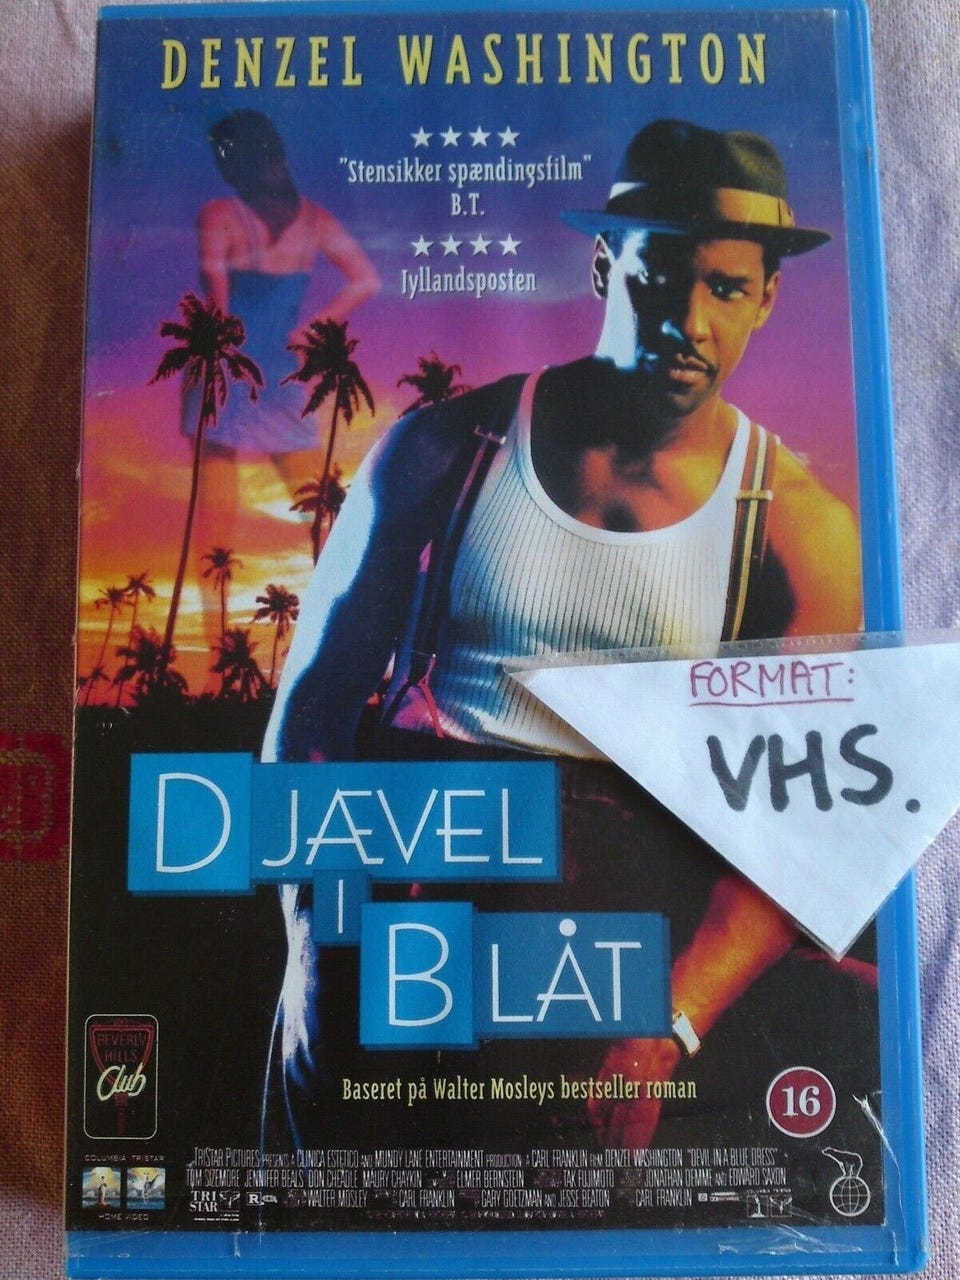 DENZEL WASHINGTON
"Stensikker spændingsfilm"
B.T.
Jyllandsposten
FORMAT:
VHS.
DJÆVEL
I
BLÅT
BEVERLY
HILLS
Club
Baseret på Walter Mosleys bestseller roman
16
COLUMBIA TRISTAR
HOME VIDEO
TRISTAR PICTURES PRESENTS A CLINICA ESTETICO AND MUNDY LANE ENTERTAINMENT PRODUCTION A CARL FRANKLIN FILM DENZEL WASHINGTON "DEVIL IN A BLUE DRESS"
TOM SIZEMORE JENNIFER BEALS DON CHEADLE MAURY CHAYKIN ELMER BERNSTEIN TAK FUJIMOTO JONATHAN DEMME AND EDWARD SAXON
TRI
STAR
R
WALTER MOSLEY CARL FRANKLIN GARY GOETZMAN AND JESSE BEATON CARL FRANKLIN